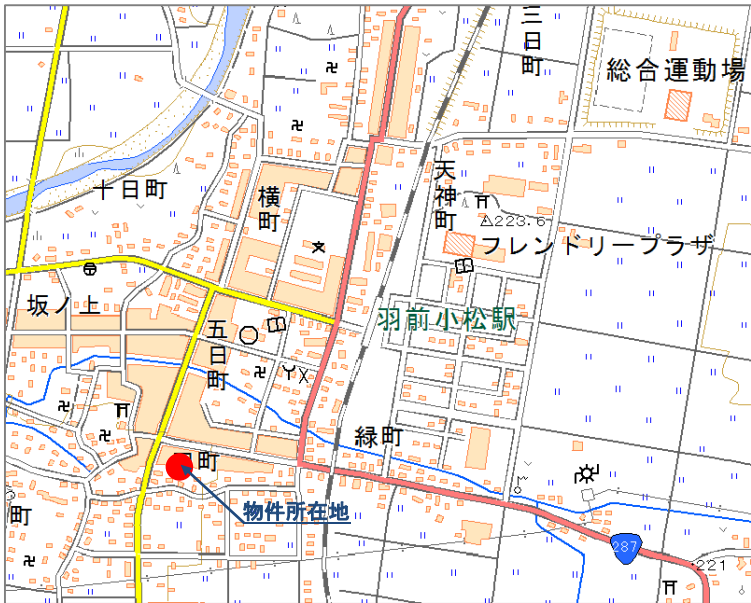 三日町
総合運動場
十日町
横町
天神町
223.6
フレンドリープラザ
坂ノ上
羽前小松駅
五日町
緑町
町
物件所在地
町
287
221